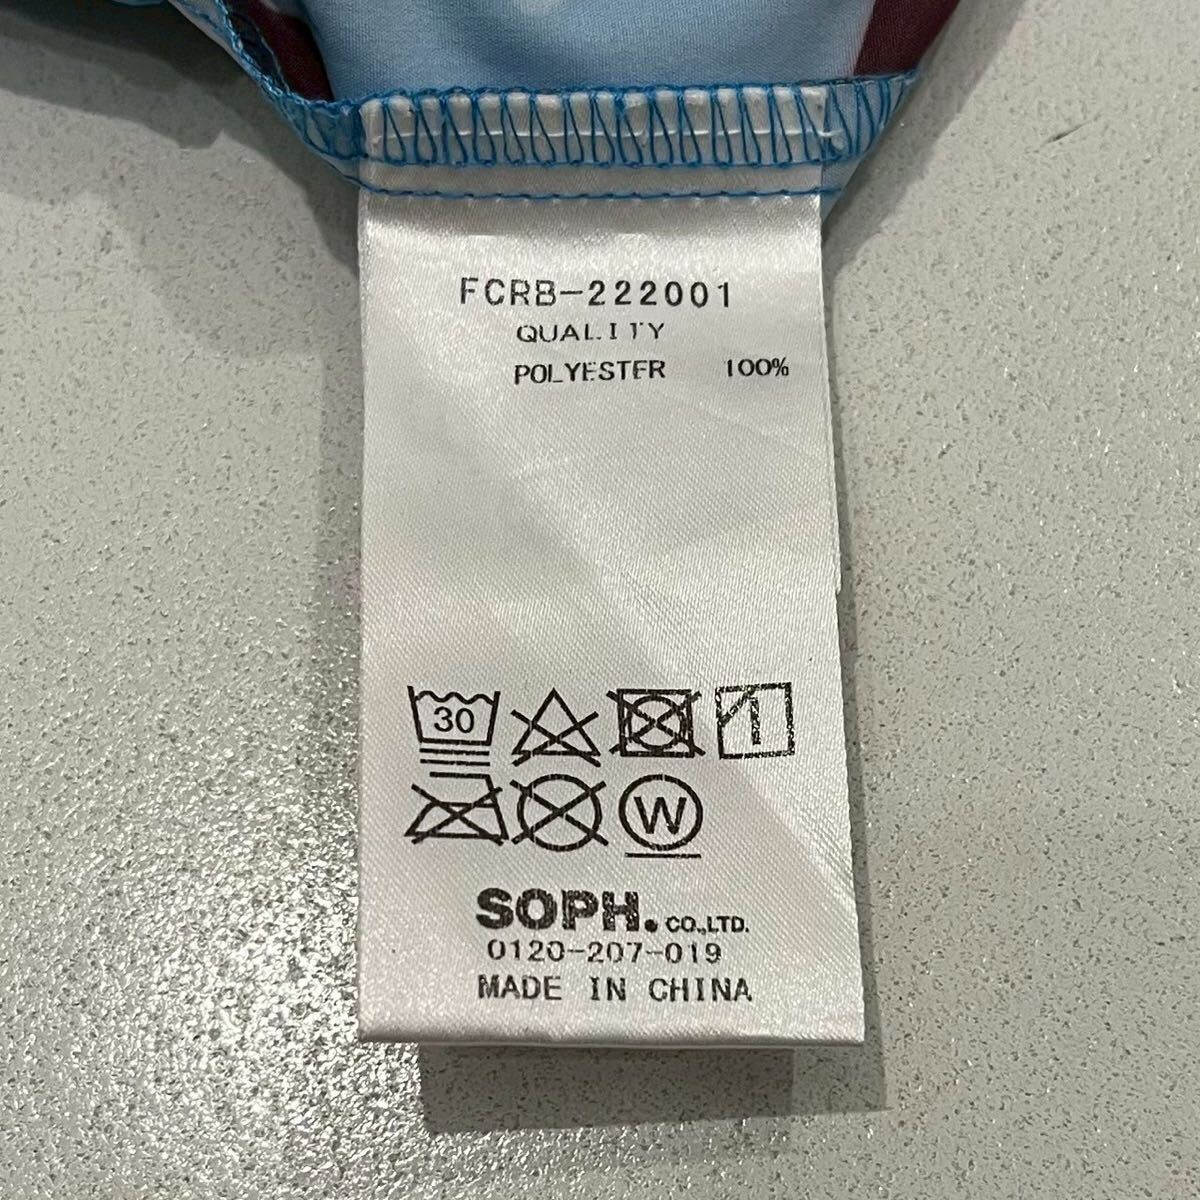 FCRB-222001
QUALITY
POLYESTER 100%
30
W
SOPH. CO.,LTD.
0120-207-019
MADE IN CHINA